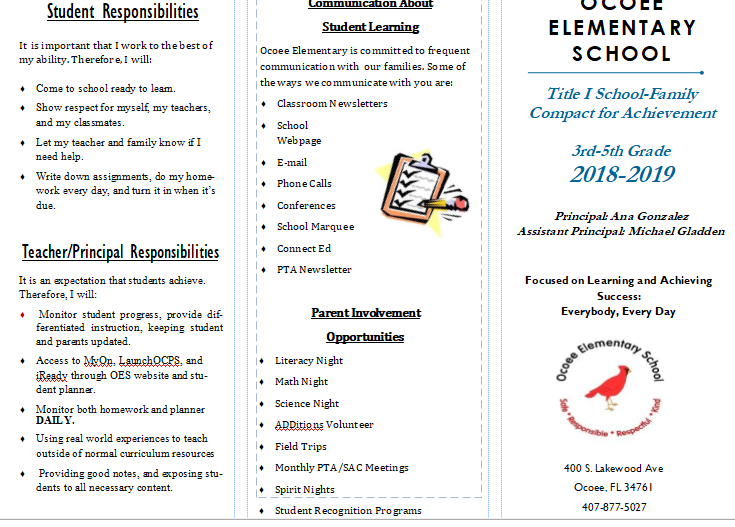 Student Responsibilities
It is important that I work to the best of
my ability. Therefore, I will:
♦ Come to school ready to learn.
♦ Show respect for myself, my teachers,
and my classmates.
♦ Let my teacher and family know if I
need help.
♦ Write down assignments, do my home-
work every day, and turn it in when it's
due.
Teacher/Principal Responsibilities
It is an expectation that students achieve.
Therefore, I will:
♦ Monitor student progress, provide dif-
ferentiated instruction, keeping student
and parents updated.
♦ Access to MyOn, LaunchOCPS, and
iReady through OES website and stu-
dent planner.
♦ Monitor both homework and planner
DAILY.
♦ Using real world experiences to teach
outside of normal curriculum resources
♦ Providing good notes, and exposing stu-
dents to all necessary content.
Communication About
Student Learning
Ocoee Elementary is committed to frequent
communication with our families. Some of
the ways we communicate with you are:
♦ Classroom Newsletters
♦ School
Webpage
♦ E-mail
♦ Phone Calls
♦ Conferences
♦ School Marquee
♦ Connect Ed
♦ PTA Newsletter
Parent Involvement
Opportunities
♦ Literacy Night
♦ Math Night
♦ Science Night
♦ ADDitions Volunteer
♦ Field Trips
♦ Monthly PTA/SAC Meetings
♦ Spirit Nights
♦ Student Recognition Programs
OCOEE
ELEMENTARY
SCHOOL
Title I School-Family
Compact for Achievement
3rd-5th Grade
2018-2019
Principal: Ana Gonzalez
Assistant Principal: Michael Gladden
Focused on Learning and Achieving
Success:
Everybody, Every Day
Ocoee Elementary School
Safe • Responsible • Respectful • Kind
400 S. Lakewood Ave
Ocoee, FL 34761
407-877-5027